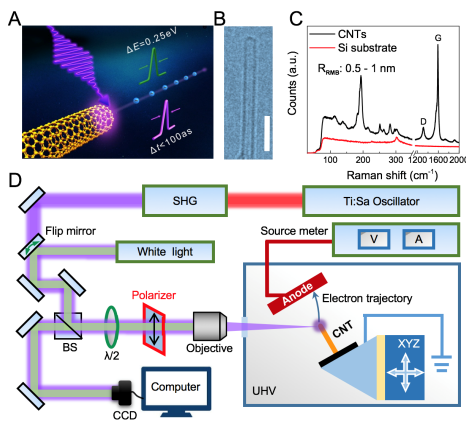 A
ΔE=0.25eV
Δt<100as
B
C
Counts (a.u.)
CNTs
Si substrate
R_RMB: 0.5 - 1 nm
G
D
100 200 300 1200 1600 2000
Raman shift (cm⁻¹)
D
SHG
Ti:Sa Oscillator
Flip mirror
White light
Source meter
V
A
Polarizer
Anode
Electron trajectory
BS
λ/2
Objective
CNT
XYZ
UHV
Computer
CCD